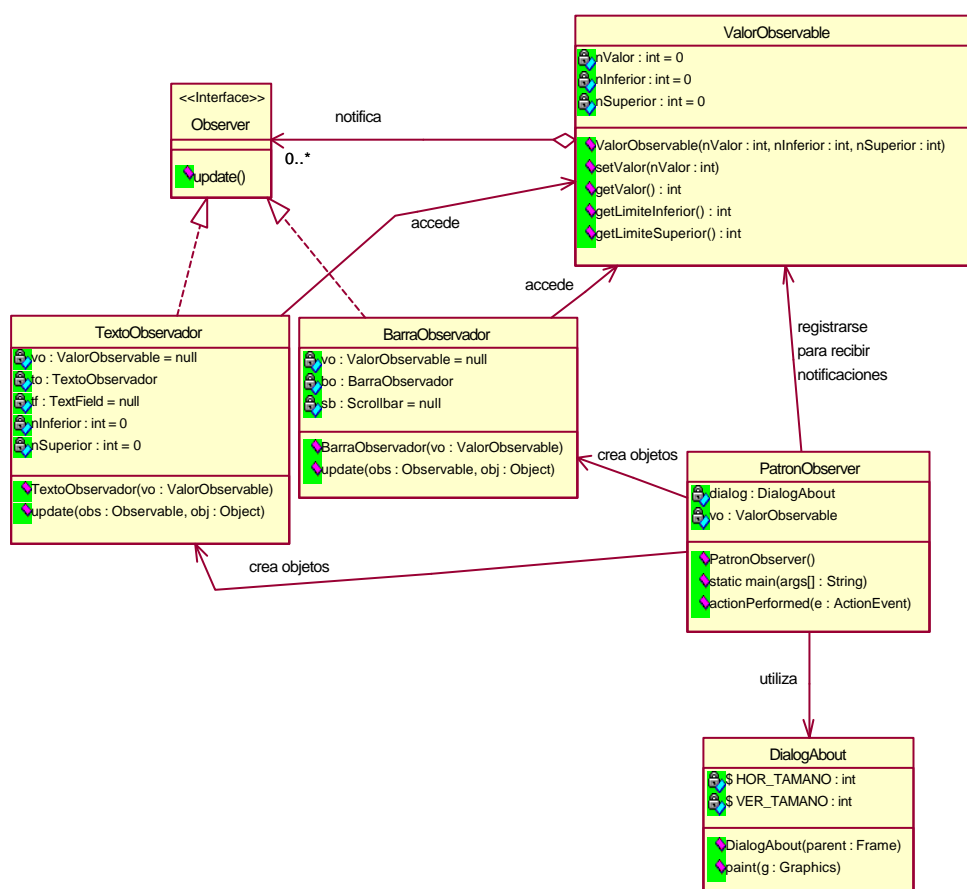 ValorObservable
nValor : int = 0
nInferior : int = 0
nSuperior : int = 0
ValorObservable(nValor : int, nInferior : int, nSuperior : int)
setValor(nValor : int)
getValor() : int
getLimiteInferior() : int
getLimiteSuperior() : int
<<Interface>>
Observer
update()
notifica
0..*
accede
accede
TextoObservador
vo : ValorObservable = null
to : TextoObservador
tf : TextField = null
nInferior : int = 0
nSuperior : int = 0
TextoObservador(vo : ValorObservable)
update(obs : Observable, obj : Object)
BarraObservador
vo : ValorObservable = null
bo : BarraObservador
sb : Scrollbar = null
BarraObservador(vo : ValorObservable)
update(obs : Observable, obj : Object)
registrarse
para recibir
notificaciones
crea objetos
crea objetos
PatronObserver
dialog : DialogAbout
vo : ValorObservable
PatronObserver()
static main(args[] : String)
actionPerformed(e : ActionEvent)
utiliza
DialogAbout
$ HOR_TAMANO : int
$ VER_TAMANO : int
DialogAbout(parent : Frame)
paint(g : Graphics)